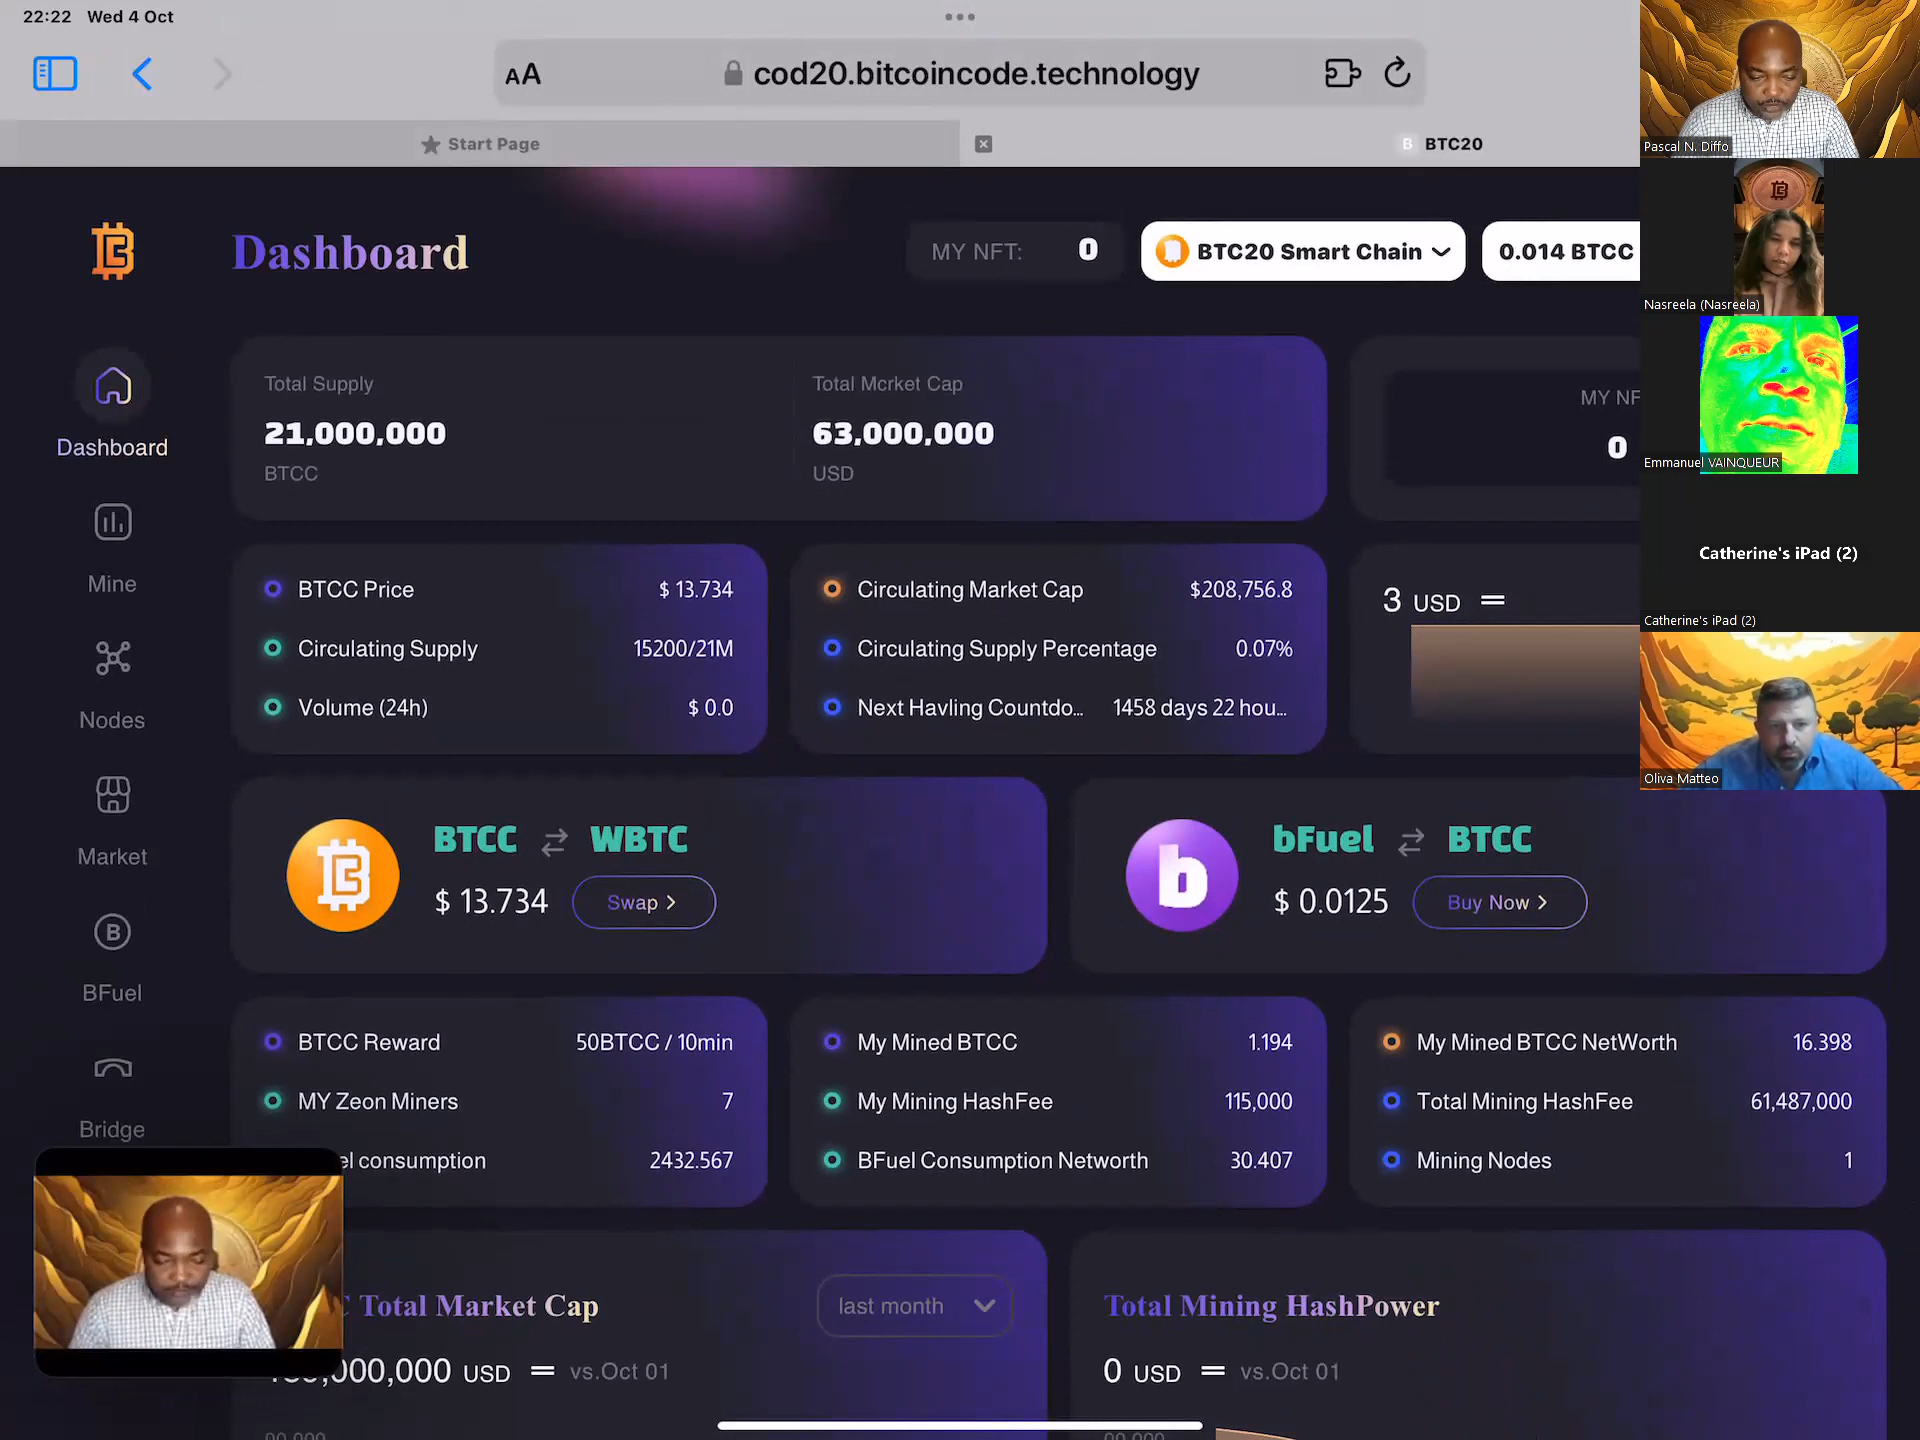 22:22 Wed 4 Oct
AA cod20.bitcoincode.technology
Start Page
B BTC20
Dashboard
MY NFT: 0
BTC20 Smart Chain
0.014 BTCC
Dashboard
Mine
Nodes
Market
BFuel
Bridge
Total Supply
21,000,000
BTCC
Total Mcrket Cap
63,000,000
USD
MY NF
0
BTCC Price $ 13.734
Circulating Supply 15200/21M
Volume (24h) $ 0.0
Circulating Market Cap $208,756.8
Circulating Supply Percentage 0.07%
Next Havling Countdo... 1458 days 22 hou...
3 USD =
BTCC ⇄ WBTC
$ 13.734 Swap >
b
bFuel ⇄ BTCC
$ 0.0125 Buy Now >
BTCC Reward 50BTCC / 10min
MY Zeon Miners 7
el consumption 2432.567
My Mined BTCC 1.194
My Mining HashFee 115,000
BFuel Consumption Networth 30.407
My Mined BTCC NetWorth 16.398
Total Mining HashFee 61,487,000
Mining Nodes 1
Total Market Cap
last month
,000,000 USD = vs.Oct 01
Total Mining HashPower
0 USD = vs.Oct 01
Pascal N. Diffo
Nasreela (Nasreela)
Emmanuel VAINQUEUR
Catherine's iPad (2)
Catherine's iPad (2)
Oliva Matteo